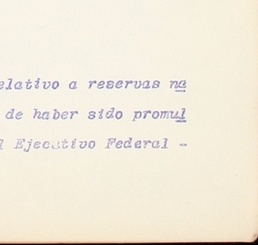 elativo a reservas na
de haber sido promul
l Ejecutivo Federal -